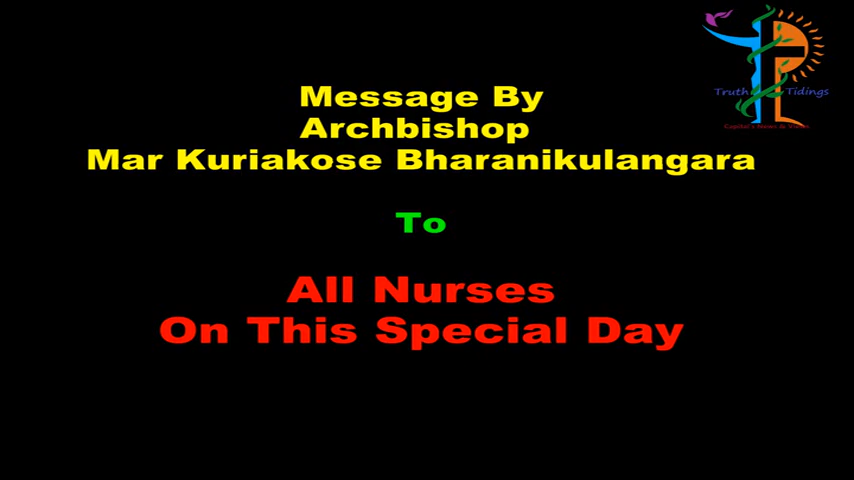 Message By
Archbishop
Mar Kuriakose Bharanikulangara
To
All Nurses
On This Special Day
Truth Tidings